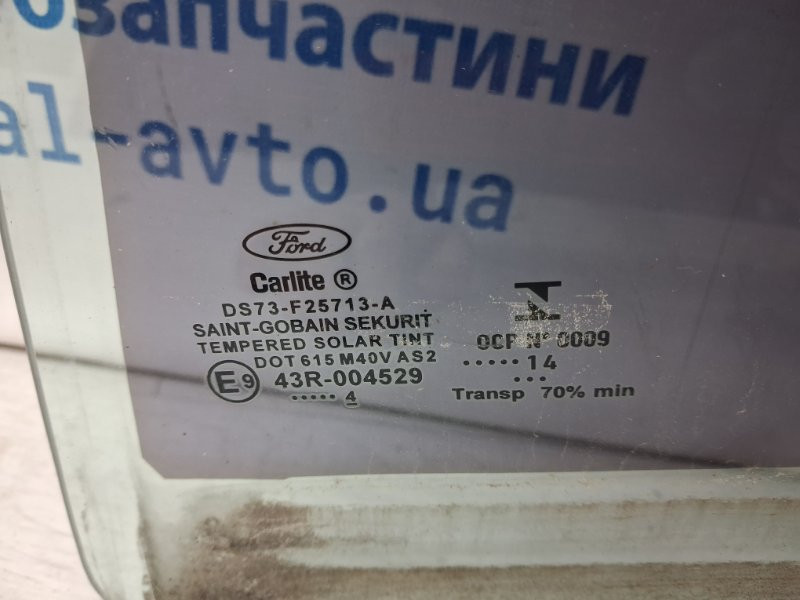 озапчастини
al-avto.ua
Ford
Carlite ®
DS73-F25713-A
SAINT-GOBAIN SEKURIT
TEMPERED SOLAR TINT
DOT 615 M40V AS2
E9 43R-004529
..... 4
OCP Nº 0009
..... 14
...
Transp 70% min